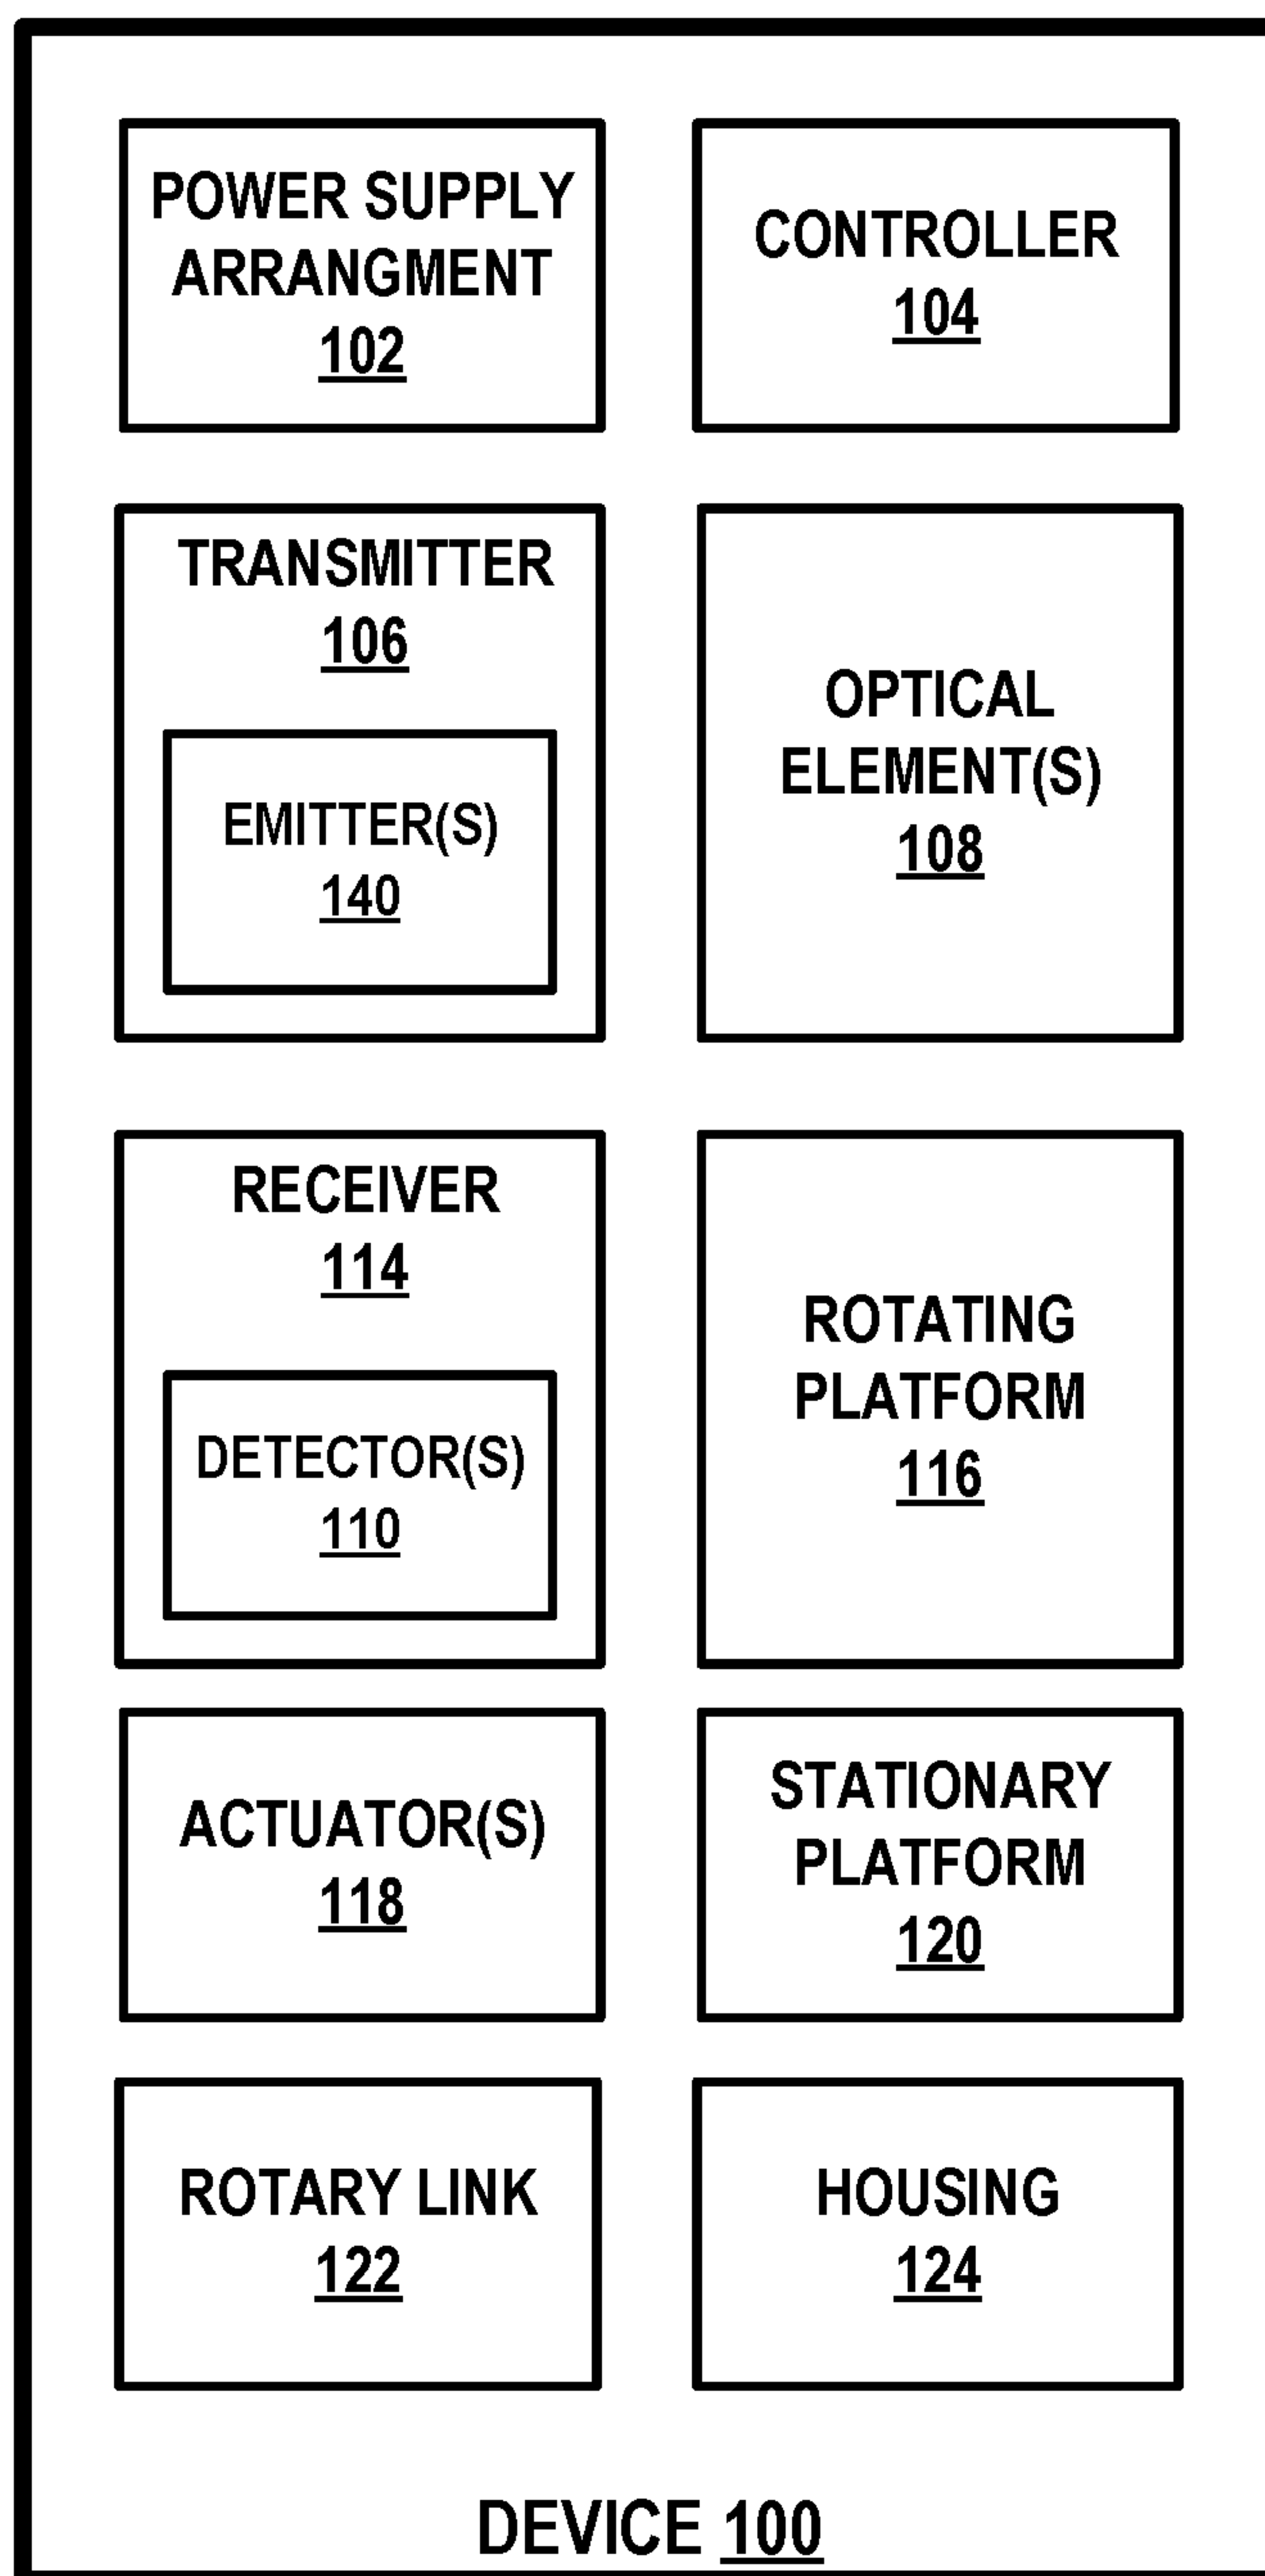 POWER SUPPLY
ARRANGMENT
102
CONTROLLER
104
TRANSMITTER
106
EMITTER(S)
140
OPTICAL
ELEMENT(S)
108
RECEIVER
114
DETECTOR(S)
110
ROTATING
PLATFORM
116
ACTUATOR(S)
118
STATIONARY
PLATFORM
120
ROTARY LINK
122
HOUSING
124
DEVICE 100